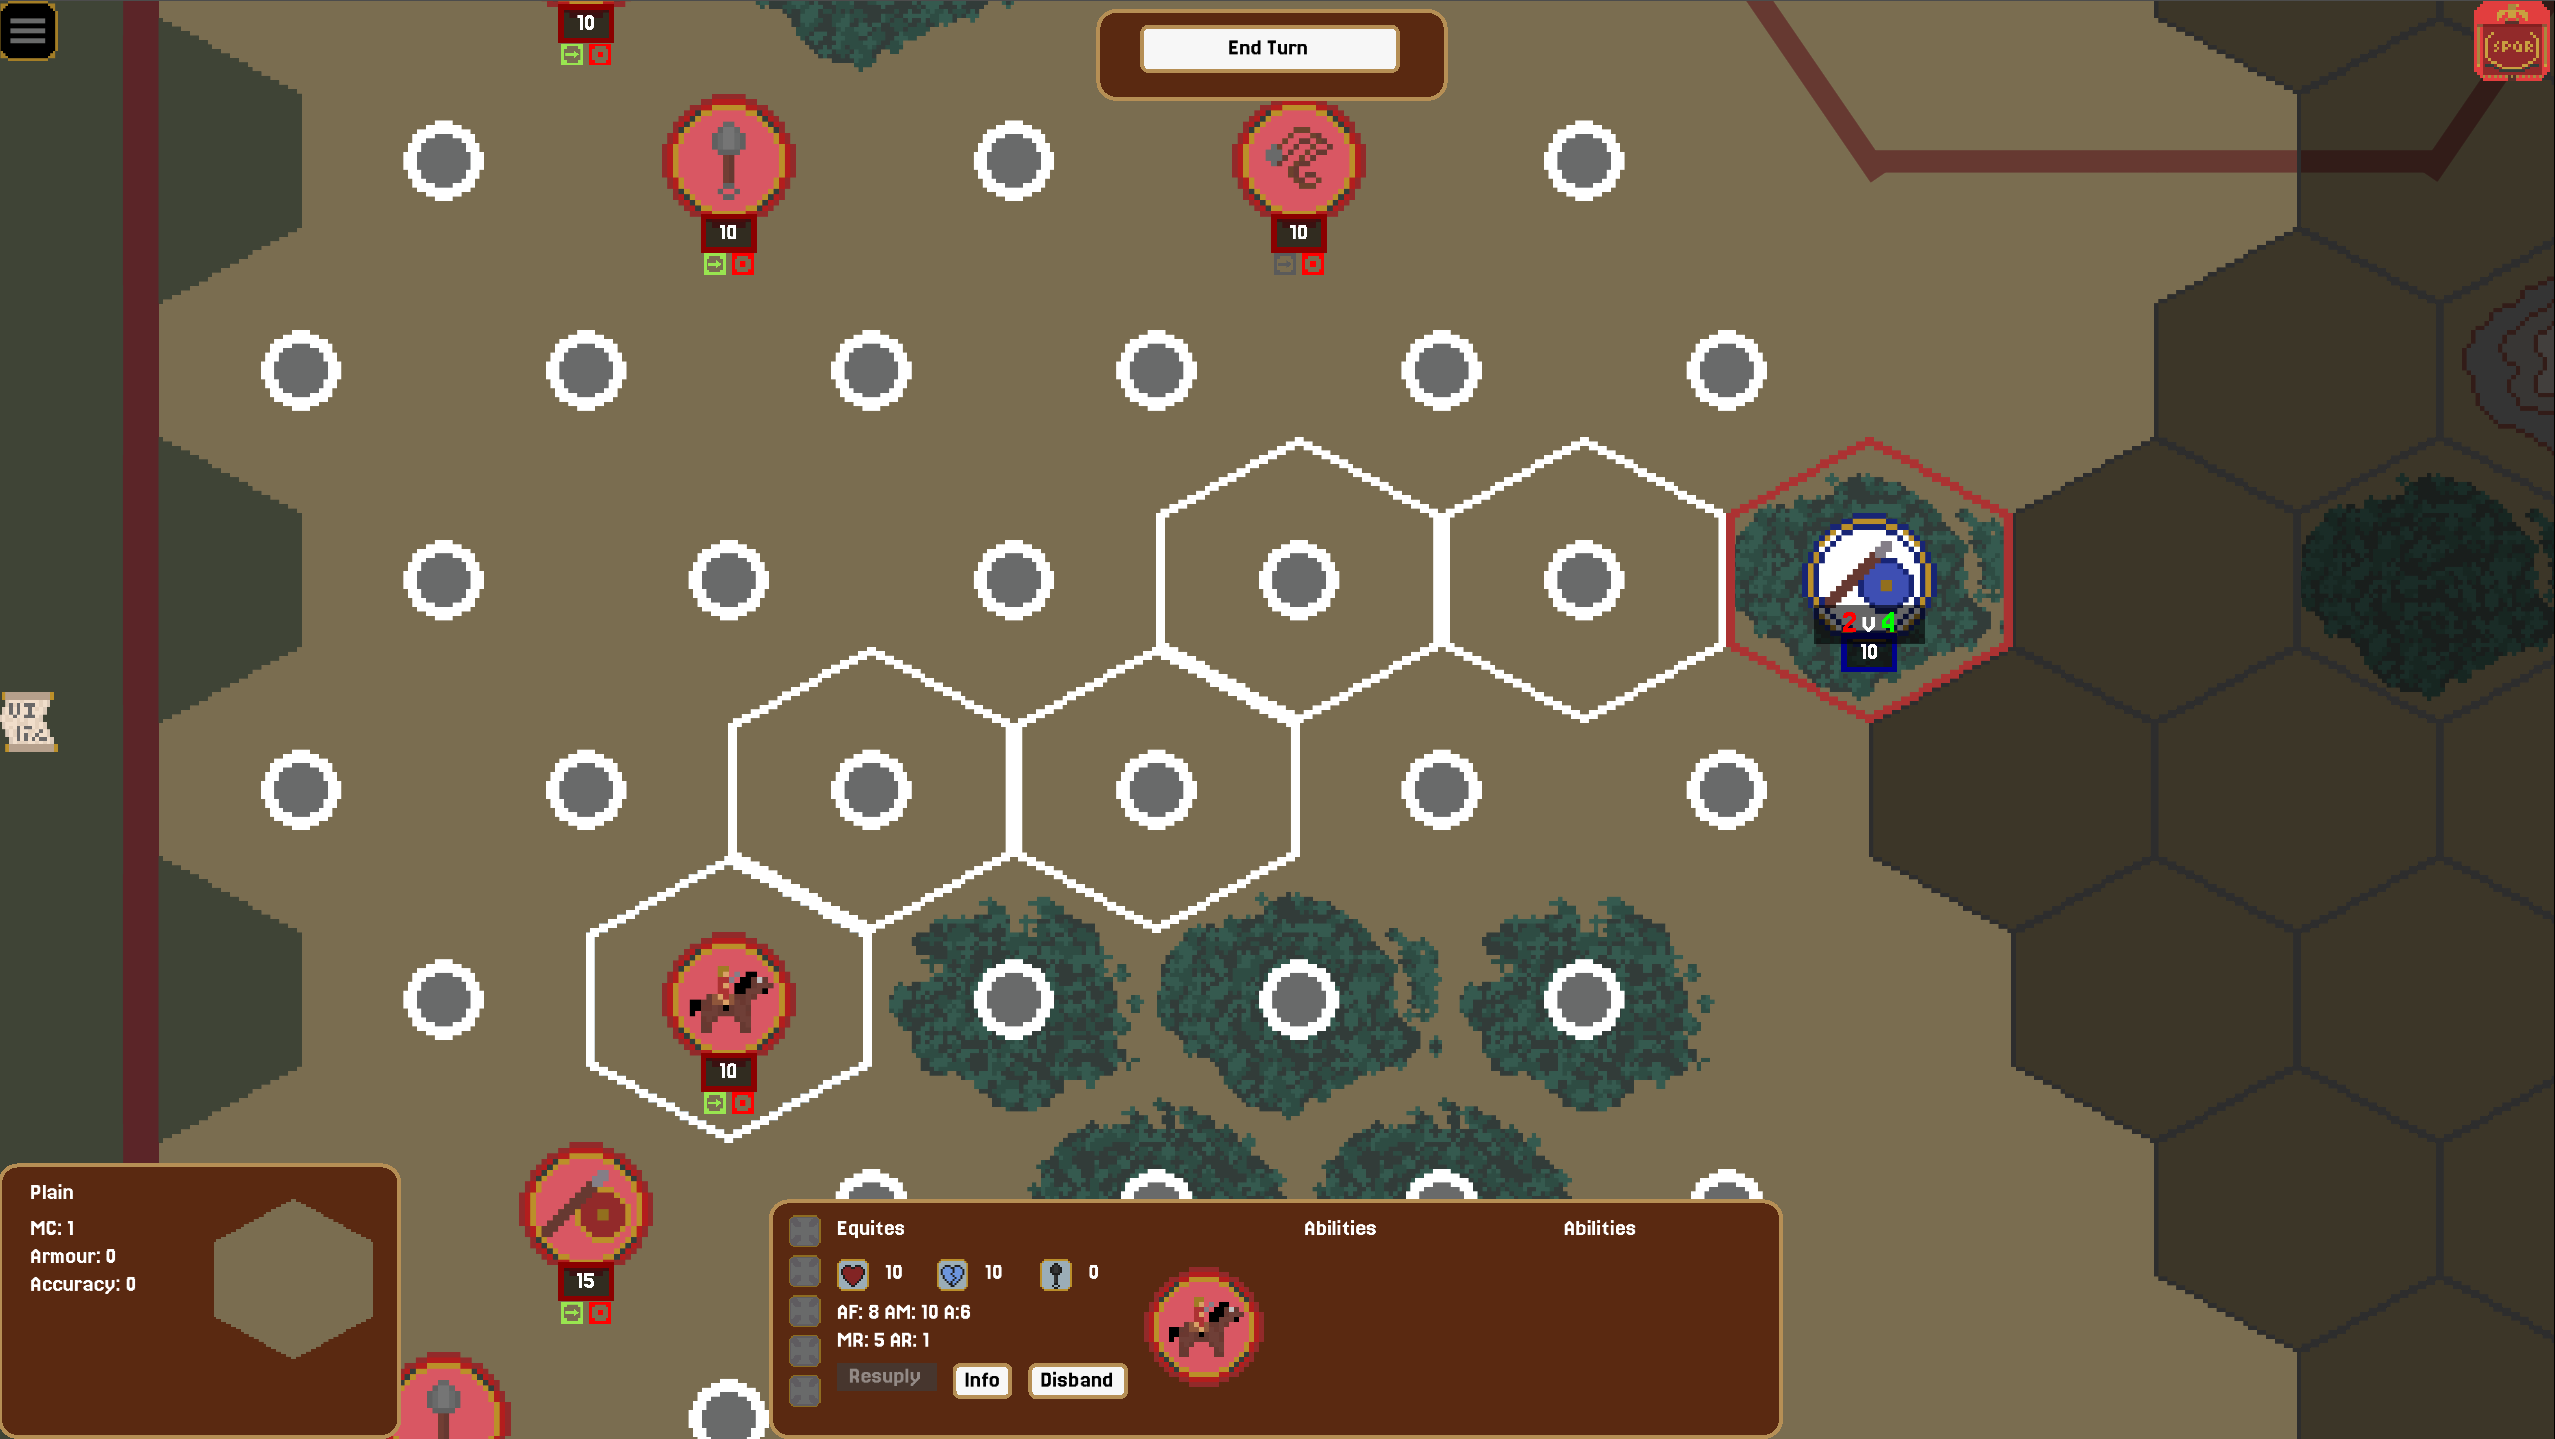 10
End Turn
SPQR
10
10
2 v 4
10
10
15
Plain
MC: 1
Armour: 0
Accuracy: 0
Equites
Abilities
Abilities
10
10
0
AF: 8 AM: 10 A:6
MR: 5 AR: 1
Resuply
Info
Disband